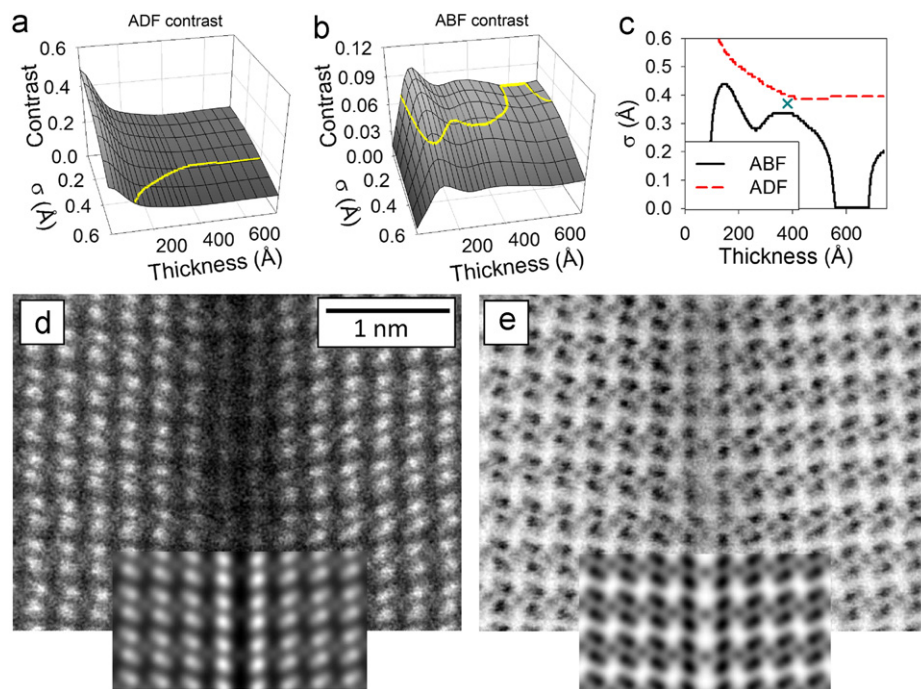 a
ADF contrast
Contrast
0.6
0.4
0.2
0.0
0.2
0.4
0.6
σ (Å)
200
400
600
Thickness (Å)
b
ABF contrast
Contrast
0.12
0.09
0.06
0.03
0.00
0.2
0.4
0.6
σ (Å)
200
400
600
Thickness (Å)
c
0.6
0.5
0.4
0.3
0.2
0.1
0.0
σ (Å)
ABF
ADF
0
200
400
600
Thickness (Å)
d
1 nm
e